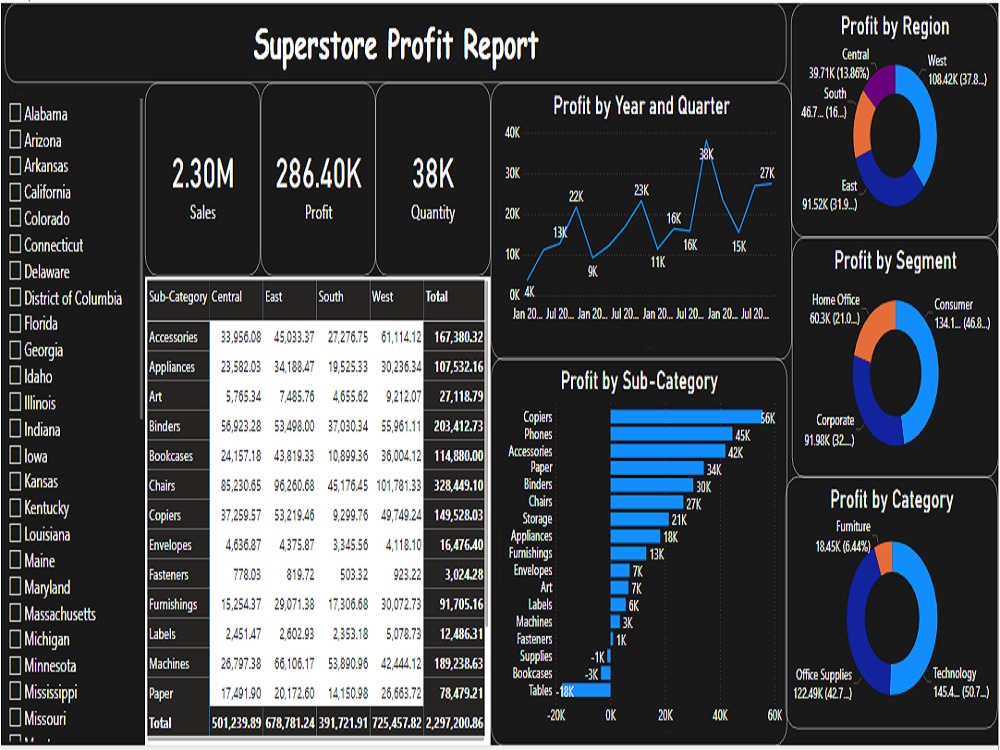 Superstore Profit Report
Alabama
Arizona
Arkansas
California
Colorado
Connecticut
Delaware
District of Columbia
Florida
Georgia
Idaho
Illinois
Indiana
Iowa
Kansas
Kentucky
Louisiana
Maine
Maryland
Massachusetts
Michigan
Minnesota
Mississippi
Missouri
2.30M
Sales
286.40K
Profit
38K
Quantity
Sub-Category Central East South West Total
Accessories 33,956.08 45,033.37 27,276.75 61,114.12 167,380.32
Appliances 23,582.03 34,188.47 19,525.33 30,236.34 107,532.16
Art 5,765.34 7,485.76 4,655.62 9,212.07 27,118.79
Binders 56,923.28 53,498.00 37,030.34 55,961.11 203,412.73
Bookcases 24,157.18 43,819.33 10,899.36 36,004.12 114,880.00
Chairs 85,230.65 96,260.68 45,176.45 101,781.33 328,449.10
Copiers 37,259.57 53,219.46 9,299.76 49,749.24 149,528.03
Envelopes 4,636.87 4,375.87 3,345.56 4,118.10 16,476.40
Fasteners 778.03 819.72 503.32 923.22 3,024.28
Furnishings 15,254.37 29,071.38 17,306.68 30,072.73 91,705.16
Labels 2,451.47 2,602.93 2,353.18 5,078.73 12,486.31
Machines 26,797.38 66,106.17 53,890.96 42,444.12 189,238.63
Paper 17,491.90 20,172.60 14,150.98 26,663.72 78,479.21
Total 501,239.89 678,781.24 391,721.91 725,457.82 2,297,200.86
Profit by Year and Quarter
40K
30K
20K
10K
0K
4K
13K
22K
9K
23K
11K
16K
16K
38K
15K
27K
Jan 20... Jul 20... Jan 20... Jul 20... Jan 20... Jul 20... Jan 20... Jul 20...
Profit by Sub-Category
Copiers 56K
Phones 45K
Accessories 42K
Paper 34K
Binders 30K
Chairs 27K
Storage 21K
Appliances 18K
Furnishings 13K
Envelopes 7K
Art 7K
Labels 6K
Machines 3K
Fasteners 1K
Supplies -1K
Bookcases -3K
Tables -18K
-20K 0K 20K 40K 60K
Profit by Region
Central
39.71K (13.86%)
West
108.42K (37.8...)
South
46.7... (16...)
East
91.52K (31.9...)
Profit by Segment
Home Office
60.3K (21.0...)
Consumer
134.1... (46.8...)
Corporate
91.98K (32....)
Profit by Category
Furniture
18.45K (6.44%)
Office Supplies
122.49K (42.7...)
Technology
145.4... (50.7...)